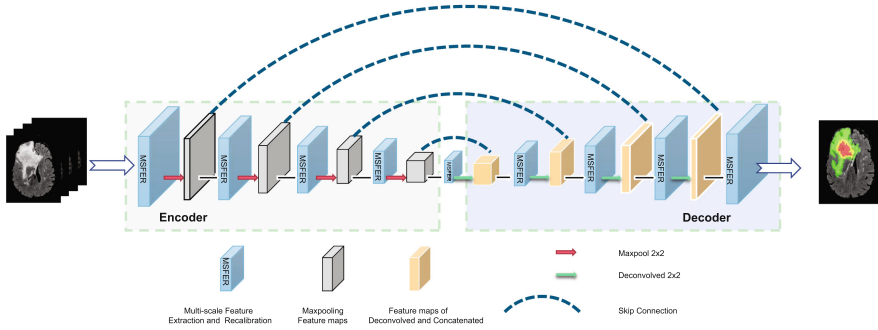 MSFER
MSFER
MSFER
MSFER
MSFER
MSFER
MSFER
MSFER
MSFER
Encoder
Decoder
MSFER
Multi-scale Feature
Extraction and Recalibration
Maxpooling
Feature maps
Feature maps of
Deconvolved and Concatenated
Maxpool 2x2
Deconvolved 2x2
Skip Connection